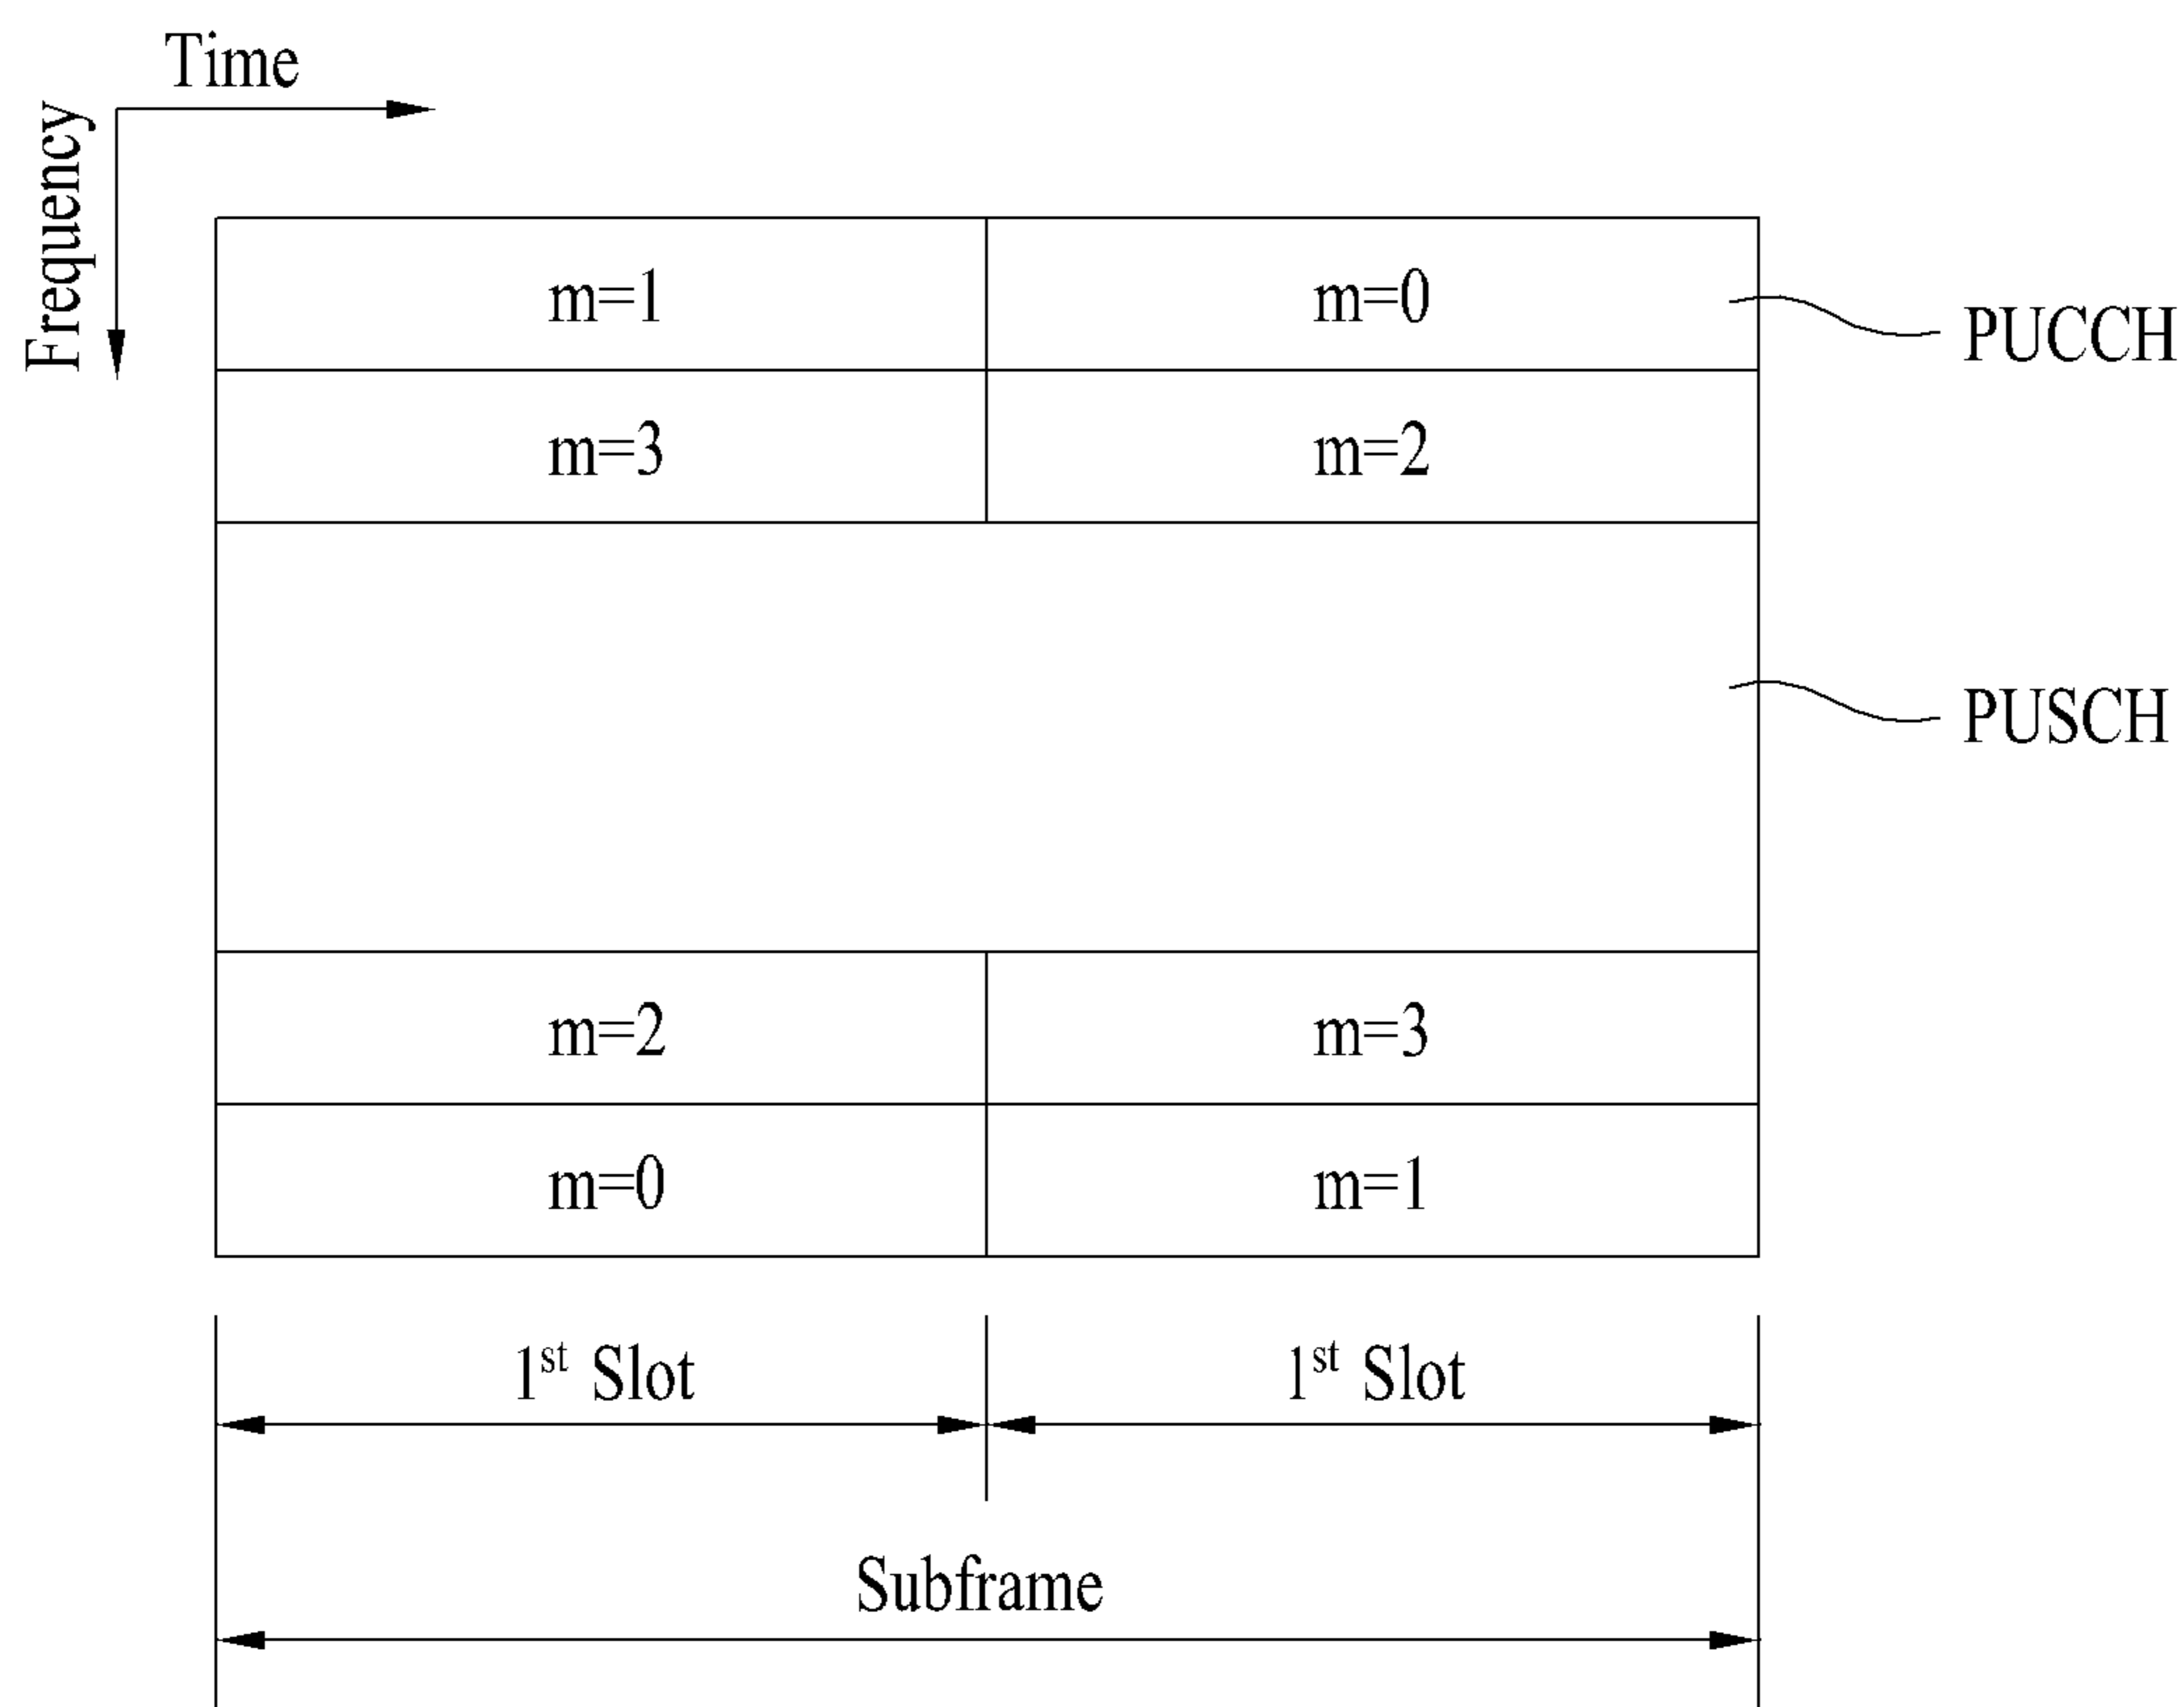 Time
Frequency
m=1
m=0
PUCCH
m=3
m=2
PUSCH
m=2
m=3
m=0
m=1
1st Slot
1st Slot
Subframe